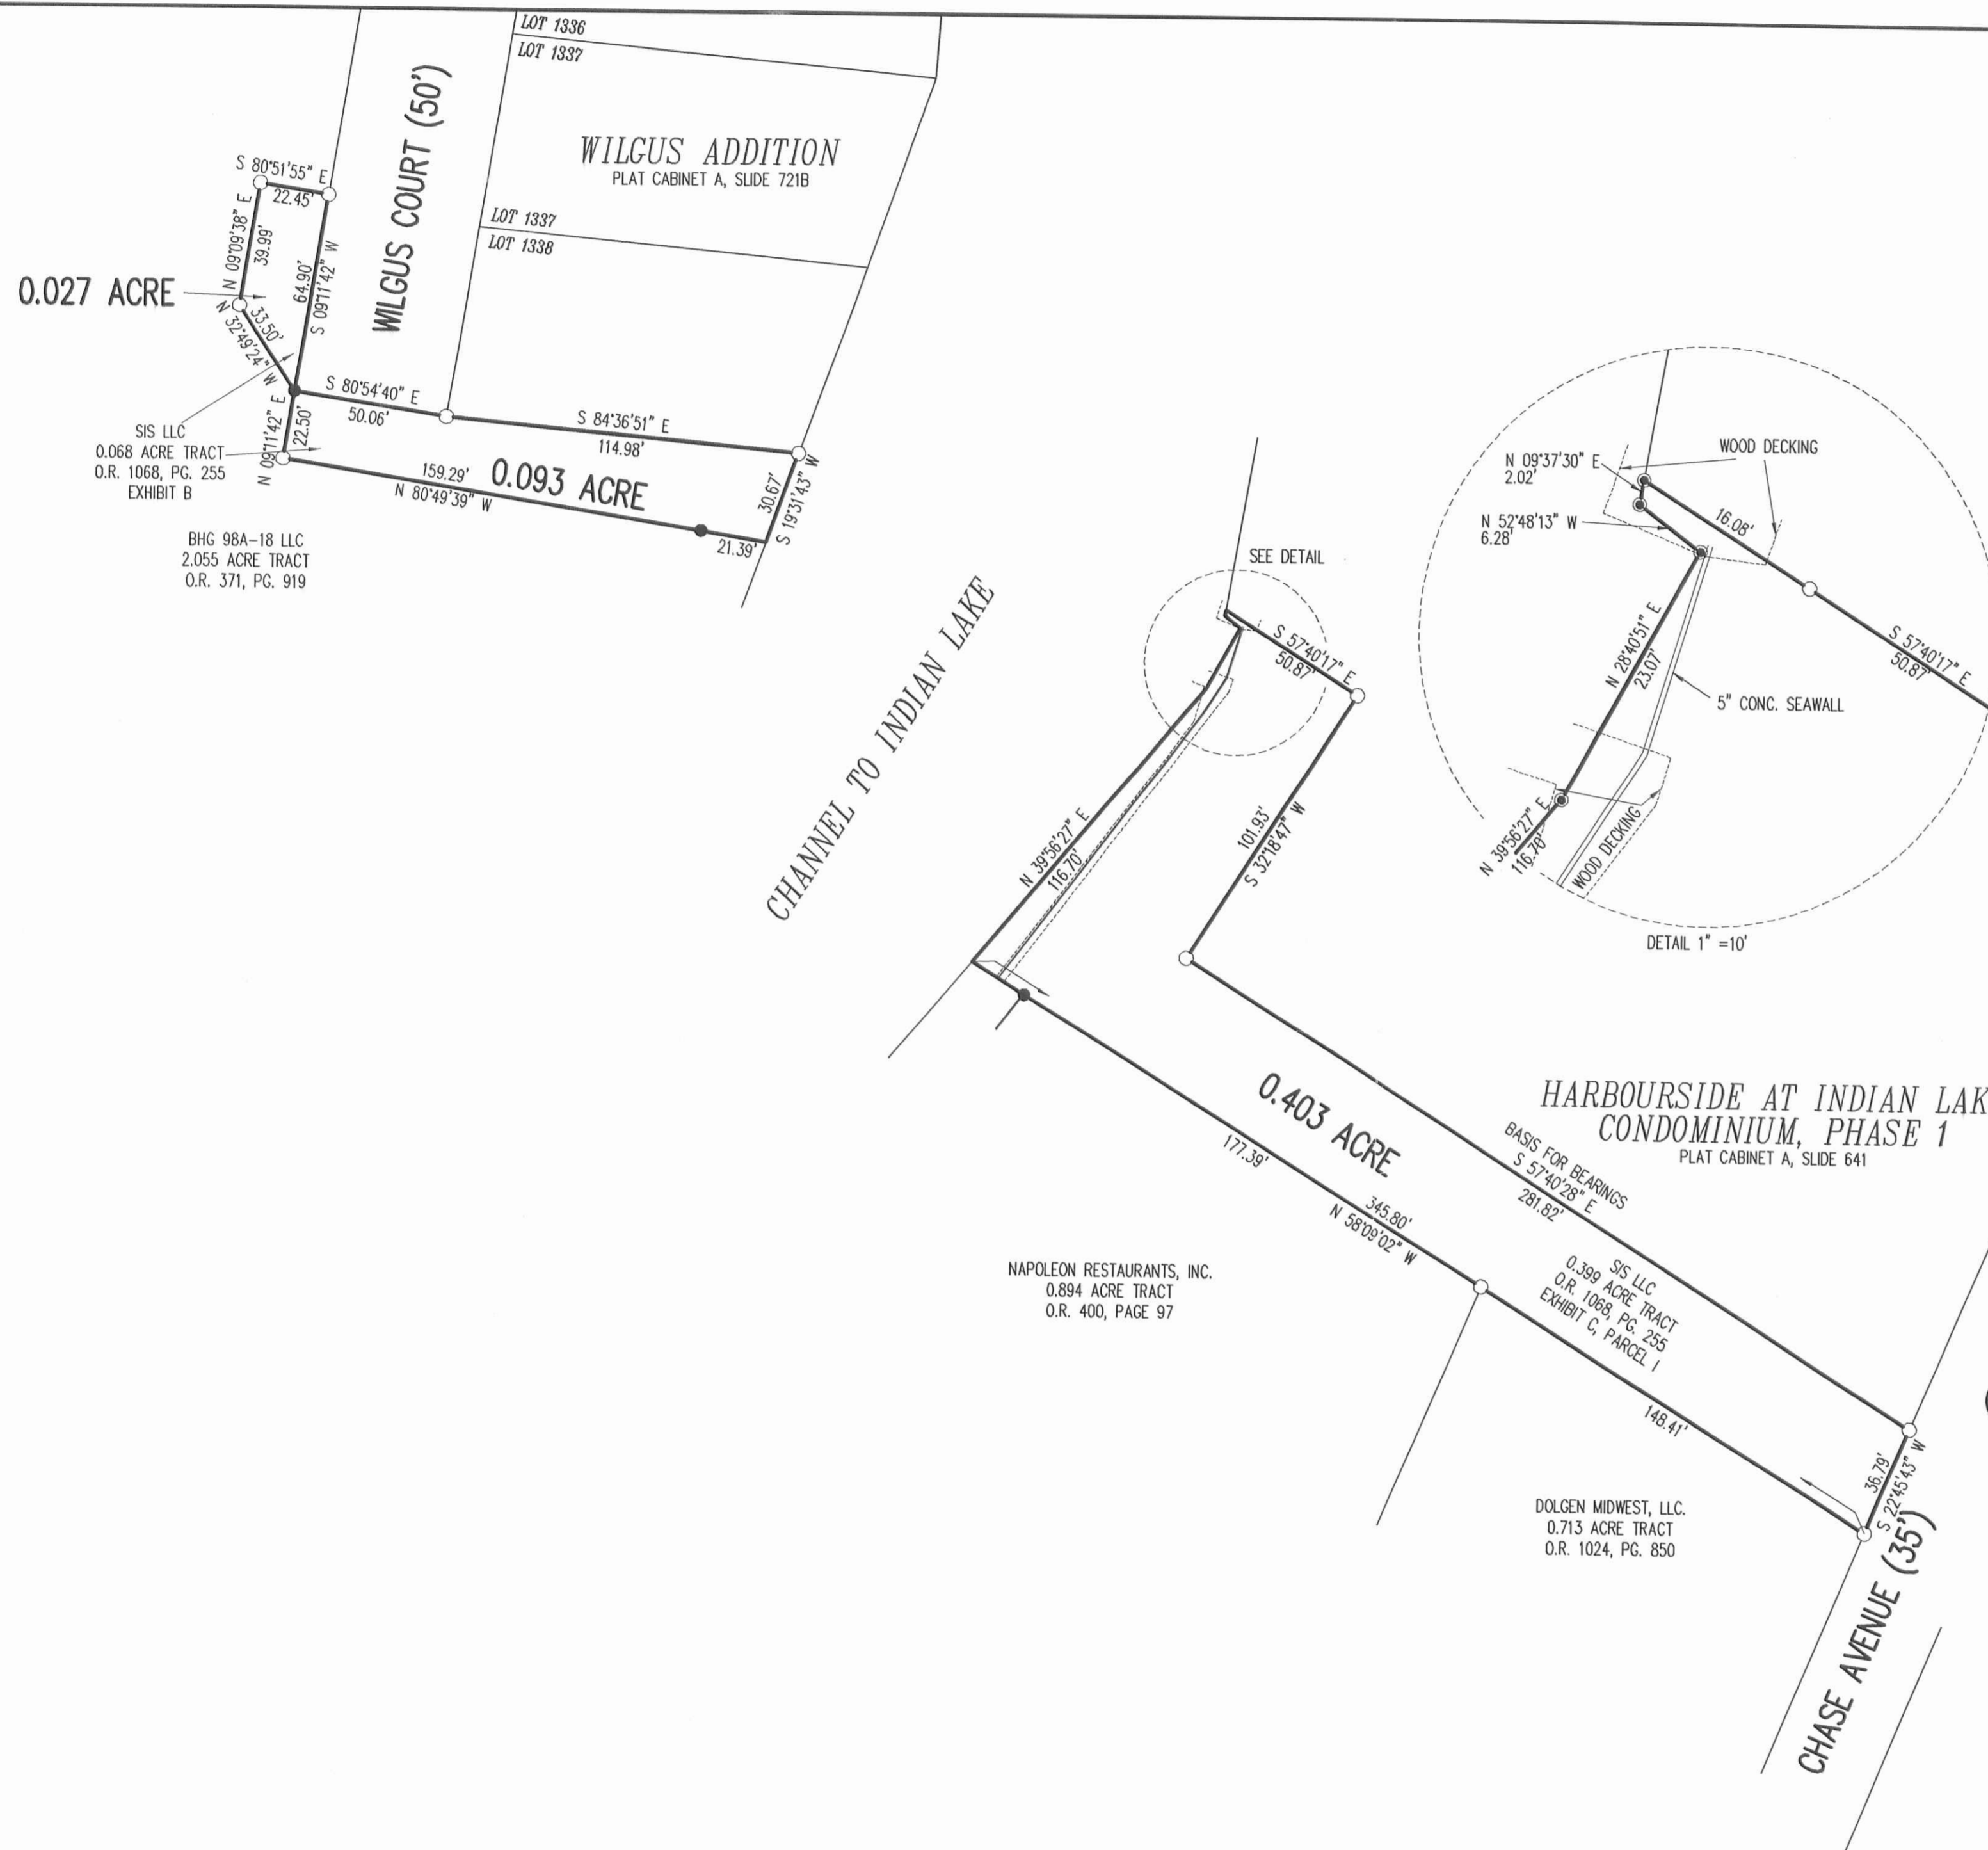 LOT 1336
LOT 1337
WILGUS COURT (50')
WILGUS ADDITION
PLAT CABINET A, SLIDE 721B
S 80°51'55" E
22.45'
N 09°09'38" E
39.99'
64.90'
S 09°11'42" W
LOT 1337
LOT 1338
0.027 ACRE
33.50'
N 32°49'24" W
S 80°54'40" E
50.06'
S 84°36'51" E
114.98'
SIS LLC
0.068 ACRE TRACT
O.R. 1068, PG. 255
EXHIBIT B
N 09°11'42" E
22.50'
159.29'
N 80°49'39" W
0.093 ACRE
30.67'
S 19°31'43" W
21.39'
BHG 98A-18 LLC
2.055 ACRE TRACT
O.R. 371, PG. 919
CHANNEL TO INDIAN LAKE
SEE DETAIL
S 57°40'17" E
50.87'
N 39°56'27" E
116.70'
101.93'
S 32°18'47" W
WOOD DECKING
N 09°37'30" E
2.02'
N 52°48'13" W
6.28'
16.08'
S 57°40'17" E
50.87'
N 28°40'51" E
23.07'
5" CONC. SEAWALL
N 39°56'27" E
116.70'
WOOD DECKING
DETAIL 1" =10'
HARBOURSIDE AT INDIAN LAK
CONDOMINIUM, PHASE 1
PLAT CABINET A, SLIDE 641
0.403 ACRE
BASIS FOR BEARINGS
S 57°40'28" E
281.82'
177.39'
345.80'
N 58°09'02" W
SIS LLC
0.399 ACRE TRACT
O.R. 1068, PG. 255
EXHIBIT C, PARCEL I
NAPOLEON RESTAURANTS, INC.
0.894 ACRE TRACT
O.R. 400, PAGE 97
148.41'
36.79'
S 22°45'43" W
DOLGEN MIDWEST, LLC.
0.713 ACRE TRACT
O.R. 1024, PG. 850
CHASE AVENUE (35')